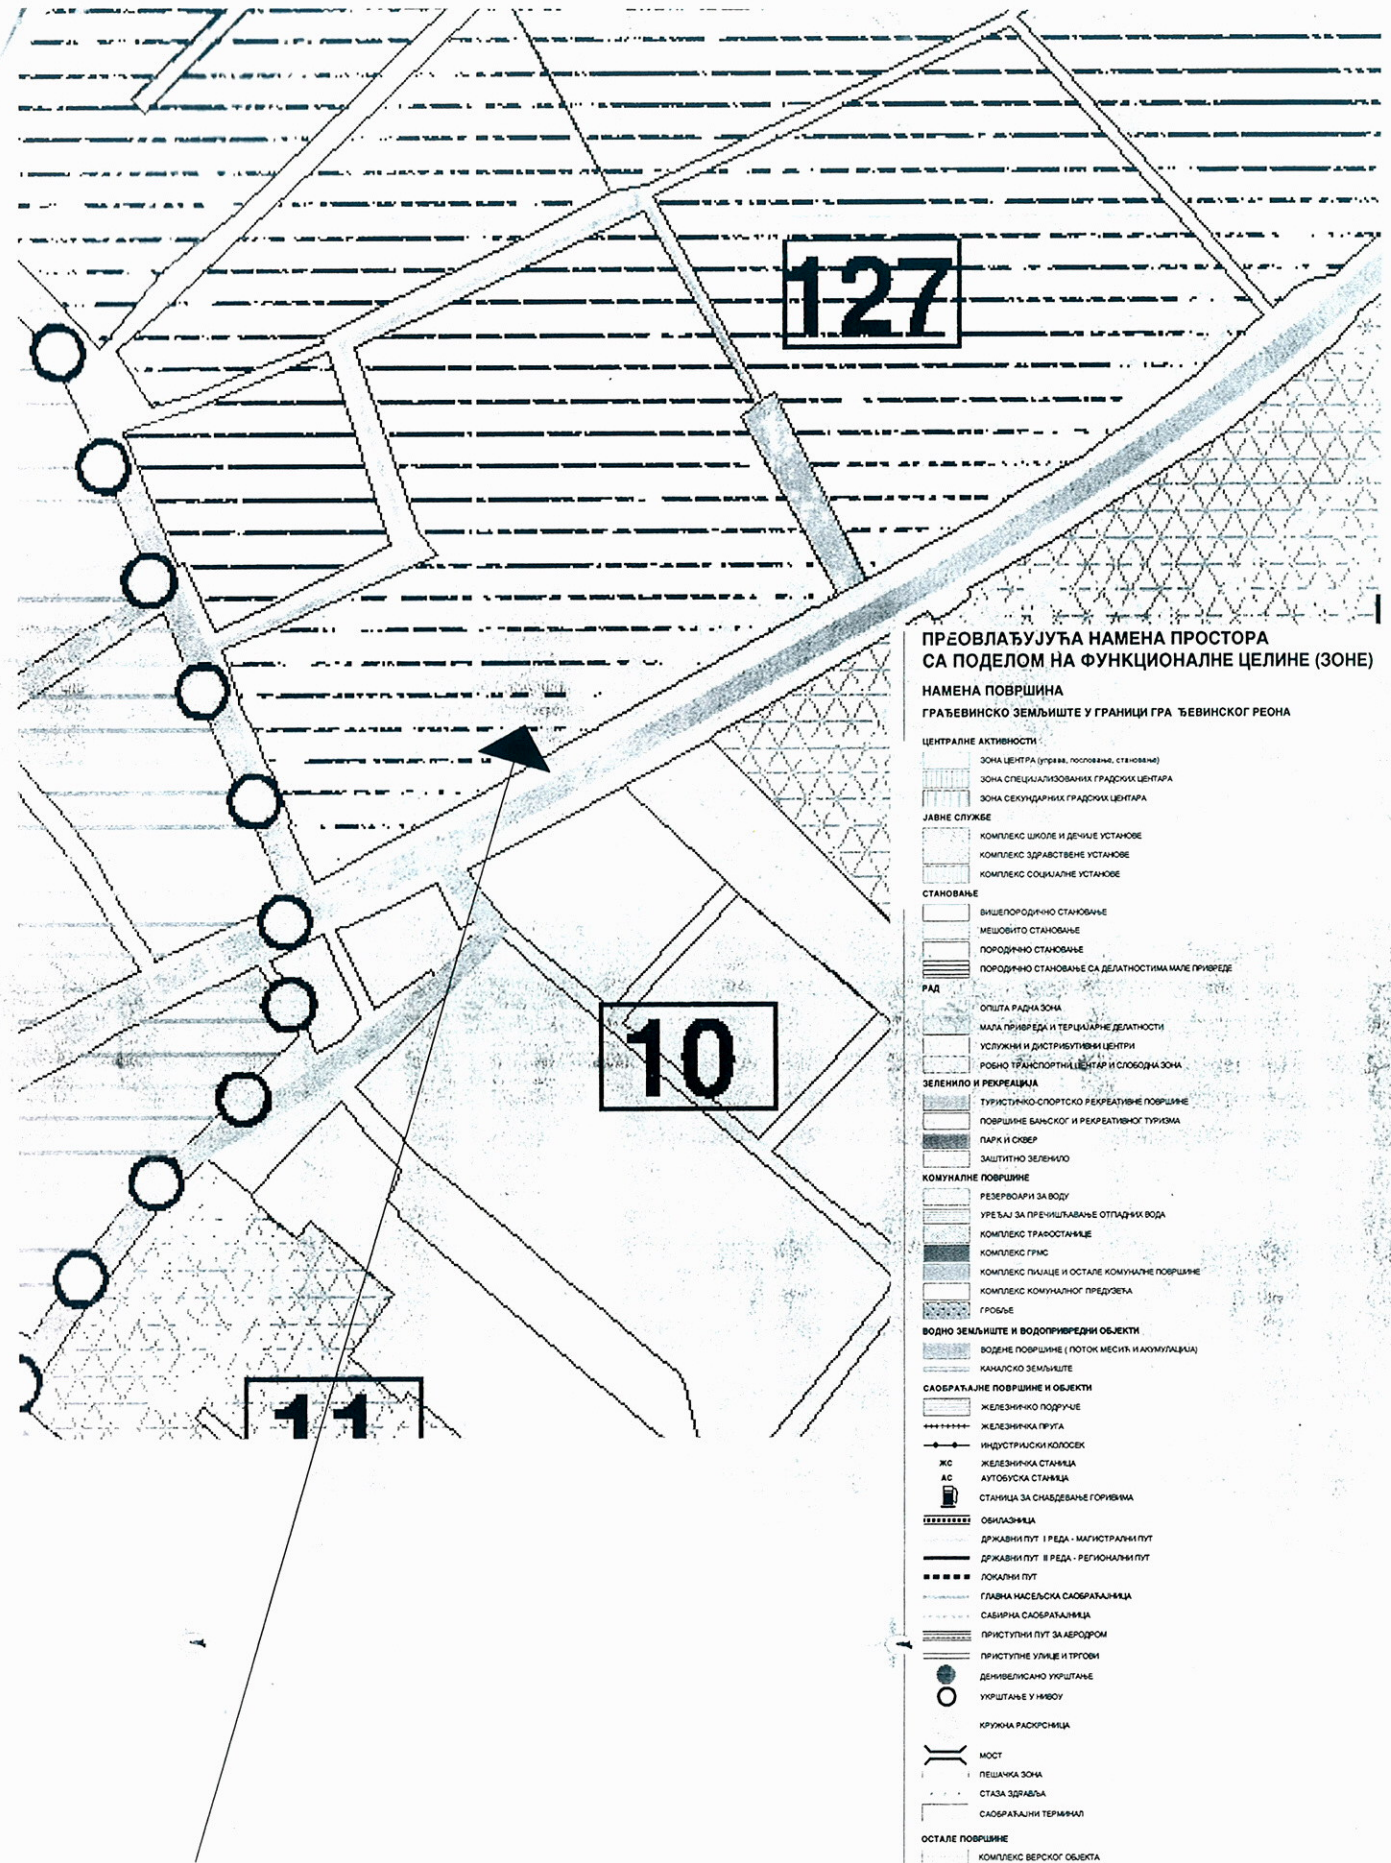 127
10
11
ПРЕОВЛАЂУЈУЋА НАМЕНА ПРОСТОРА
СА ПОДЕЛОМ НА ФУНКЦИОНАЛНЕ ЦЕЛИНЕ (ЗОНЕ)
НАМЕНА ПОВРШИНА
ГРАЂЕВИНСКО ЗЕМЉИШТЕ У ГРАНИЦИ ГРА ЂЕВИНСКОГ РЕОНА
ЦЕНТРАЛНЕ АКТИВНОСТИ
ЗОНА ЦЕНТРА (управа, пословање, становање)
ЗОНА СПЕЦИЈАЛИЗОВАНИХ ГРАДСКИХ ЦЕНТАРА
ЗОНА СЕКУНДАРНИХ ГРАДСКИХ ЦЕНТАРА
ЈАВНЕ СЛУЖБЕ
КОМПЛЕКС ШКОЛЕ И ДЕЧИЈЕ УСТАНОВЕ
КОМПЛЕКС ЗДРАВСТВЕНЕ УСТАНОВЕ
КОМПЛЕКС СОЦИЈАЛНЕ УСТАНОВЕ
СТАНОВАЊЕ
ВИШЕПОРОДИЧНО СТАНОВАЊЕ
МЕШОВИТО СТАНОВАЊЕ
ПОРОДИЧНО СТАНОВАЊЕ
ПОРОДИЧНО СТАНОВАЊЕ СА ДЕЛАТНОСТИМА МАЛЕ ПРИВРЕДЕ
РАД
ОПШТА РАДНА ЗОНА
МАЛА ПРИВРЕДА И ТЕРЦИЈАРНЕ ДЕЛАТНОСТИ
УСЛУЖНИ И ДИСТРИБУТИВНИ ЦЕНТРИ
РОБНО ТРАНСПОРТНИ ЦЕНТАР И СЛОБОДНА ЗОНА
ЗЕЛЕНИЛО И РЕКРЕАЦИЈА
ТУРИСТИЧКО-СПОРТСКО РЕКРЕАТИВНЕ ПОВРШИНЕ
ПОВРШИНЕ БАЊСКОГ И РЕКРЕАТИВНОГ ТУРИЗМА
ПАРК И СКВЕР
ЗАШТИТНО ЗЕЛЕНИЛО
КОМУНАЛНЕ ПОВРШИНЕ
РЕЗЕРВОАРИ ЗА ВОДУ
УРЕЂАЈ ЗА ПРЕЧИШЋАВАЊЕ ОТПАДНИХ ВОДА
КОМПЛЕКС ТРАФОСТАНИЦЕ
КОМПЛЕКС ГРМС
КОМПЛЕКС ПИЈАЦЕ И ОСТАЛЕ КОМУНАЛНЕ ПОВРШИНЕ
КОМПЛЕКС КОМУНАЛНОГ ПРЕДУЗЕЋА
ГРОБЉЕ
ВОДНО ЗЕМЉИШТЕ И ВОДОПРИВРЕДНИ ОБЈЕКТИ
ВОДЕНЕ ПОВРШИНЕ ( ПОТОК МЕСИЋ И АКУМУЛАЦИЈА)
КАНАЛСКО ЗЕМЉИШТЕ
САОБРАЋАЈНЕ ПОВРШИНЕ И ОБЈЕКТИ
ЖЕЛЕЗНИЧКО ПОДРУЧЈЕ
ЖЕЛЕЗНИЧКА ПРУГА
ИНДУСТРИЈСКИ КОЛОСЕК
ЖС ЖЕЛЕЗНИЧКА СТАНИЦА
АС АУТОБУСКА СТАНИЦА
СТАНИЦА ЗА СНАБДЕВАЊЕ ГОРИВИМА
ОБИЛАЗНИЦА
ДРЖАВНИ ПУТ I РЕДА - МАГИСТРАЛНИ ПУТ
ДРЖАВНИ ПУТ II РЕДА - РЕГИОНАЛНИ ПУТ
ЛОКАЛНИ ПУТ
ГЛАВНА НАСЕЉСКА САОБРАЋАЈНИЦА
САБИРНА САОБРАЋАЈНИЦА
ПРИСТУПНИ ПУТ ЗА АЕРОДРОМ
ПРИСТУПНЕ УЛИЦЕ И ТРГОВИ
ДЕНИВЕЛИСАНО УКРШТАЊЕ
УКРШТАЊЕ У НИВОУ
КРУЖНА РАСКРСНИЦА
МОСТ
ПЕШАЧКА ЗОНА
СТАЗА ЗДРАВЉА
САОБРАЋАЈНИ ТЕРМИНАЛ
ОСТАЛЕ ПОВРШИНЕ
КОМПЛЕКС ВЕРСКОГ ОБЈЕКТА